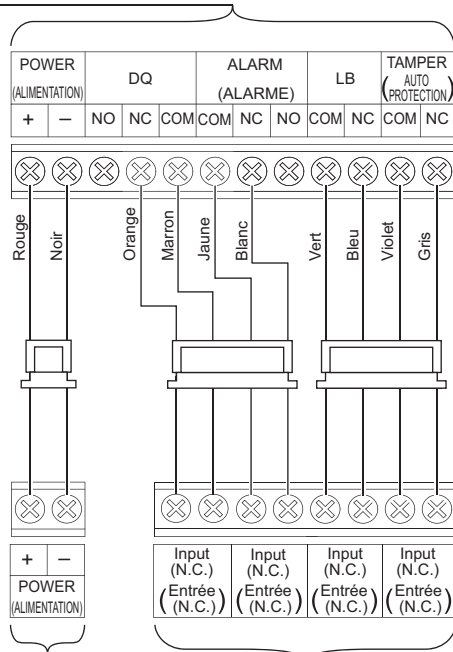 POWER DQ ALARM LB TAMPER
(ALIMENTATION) (ALARME) (AUTO PROTECTION)
+ − NO NC COM COM NC NO COM NC COM NC
Rouge Noir Orange Marron Jaune Blanc Vert Bleu Violet Gris
+ − Input Input Input Input
(N.C.) (N.C.) (N.C.) (N.C.)
POWER (Entrée (Entrée (Entrée (Entrée
(ALIMENTATION) (N.C.)) (N.C.)) (N.C.)) (N.C.))